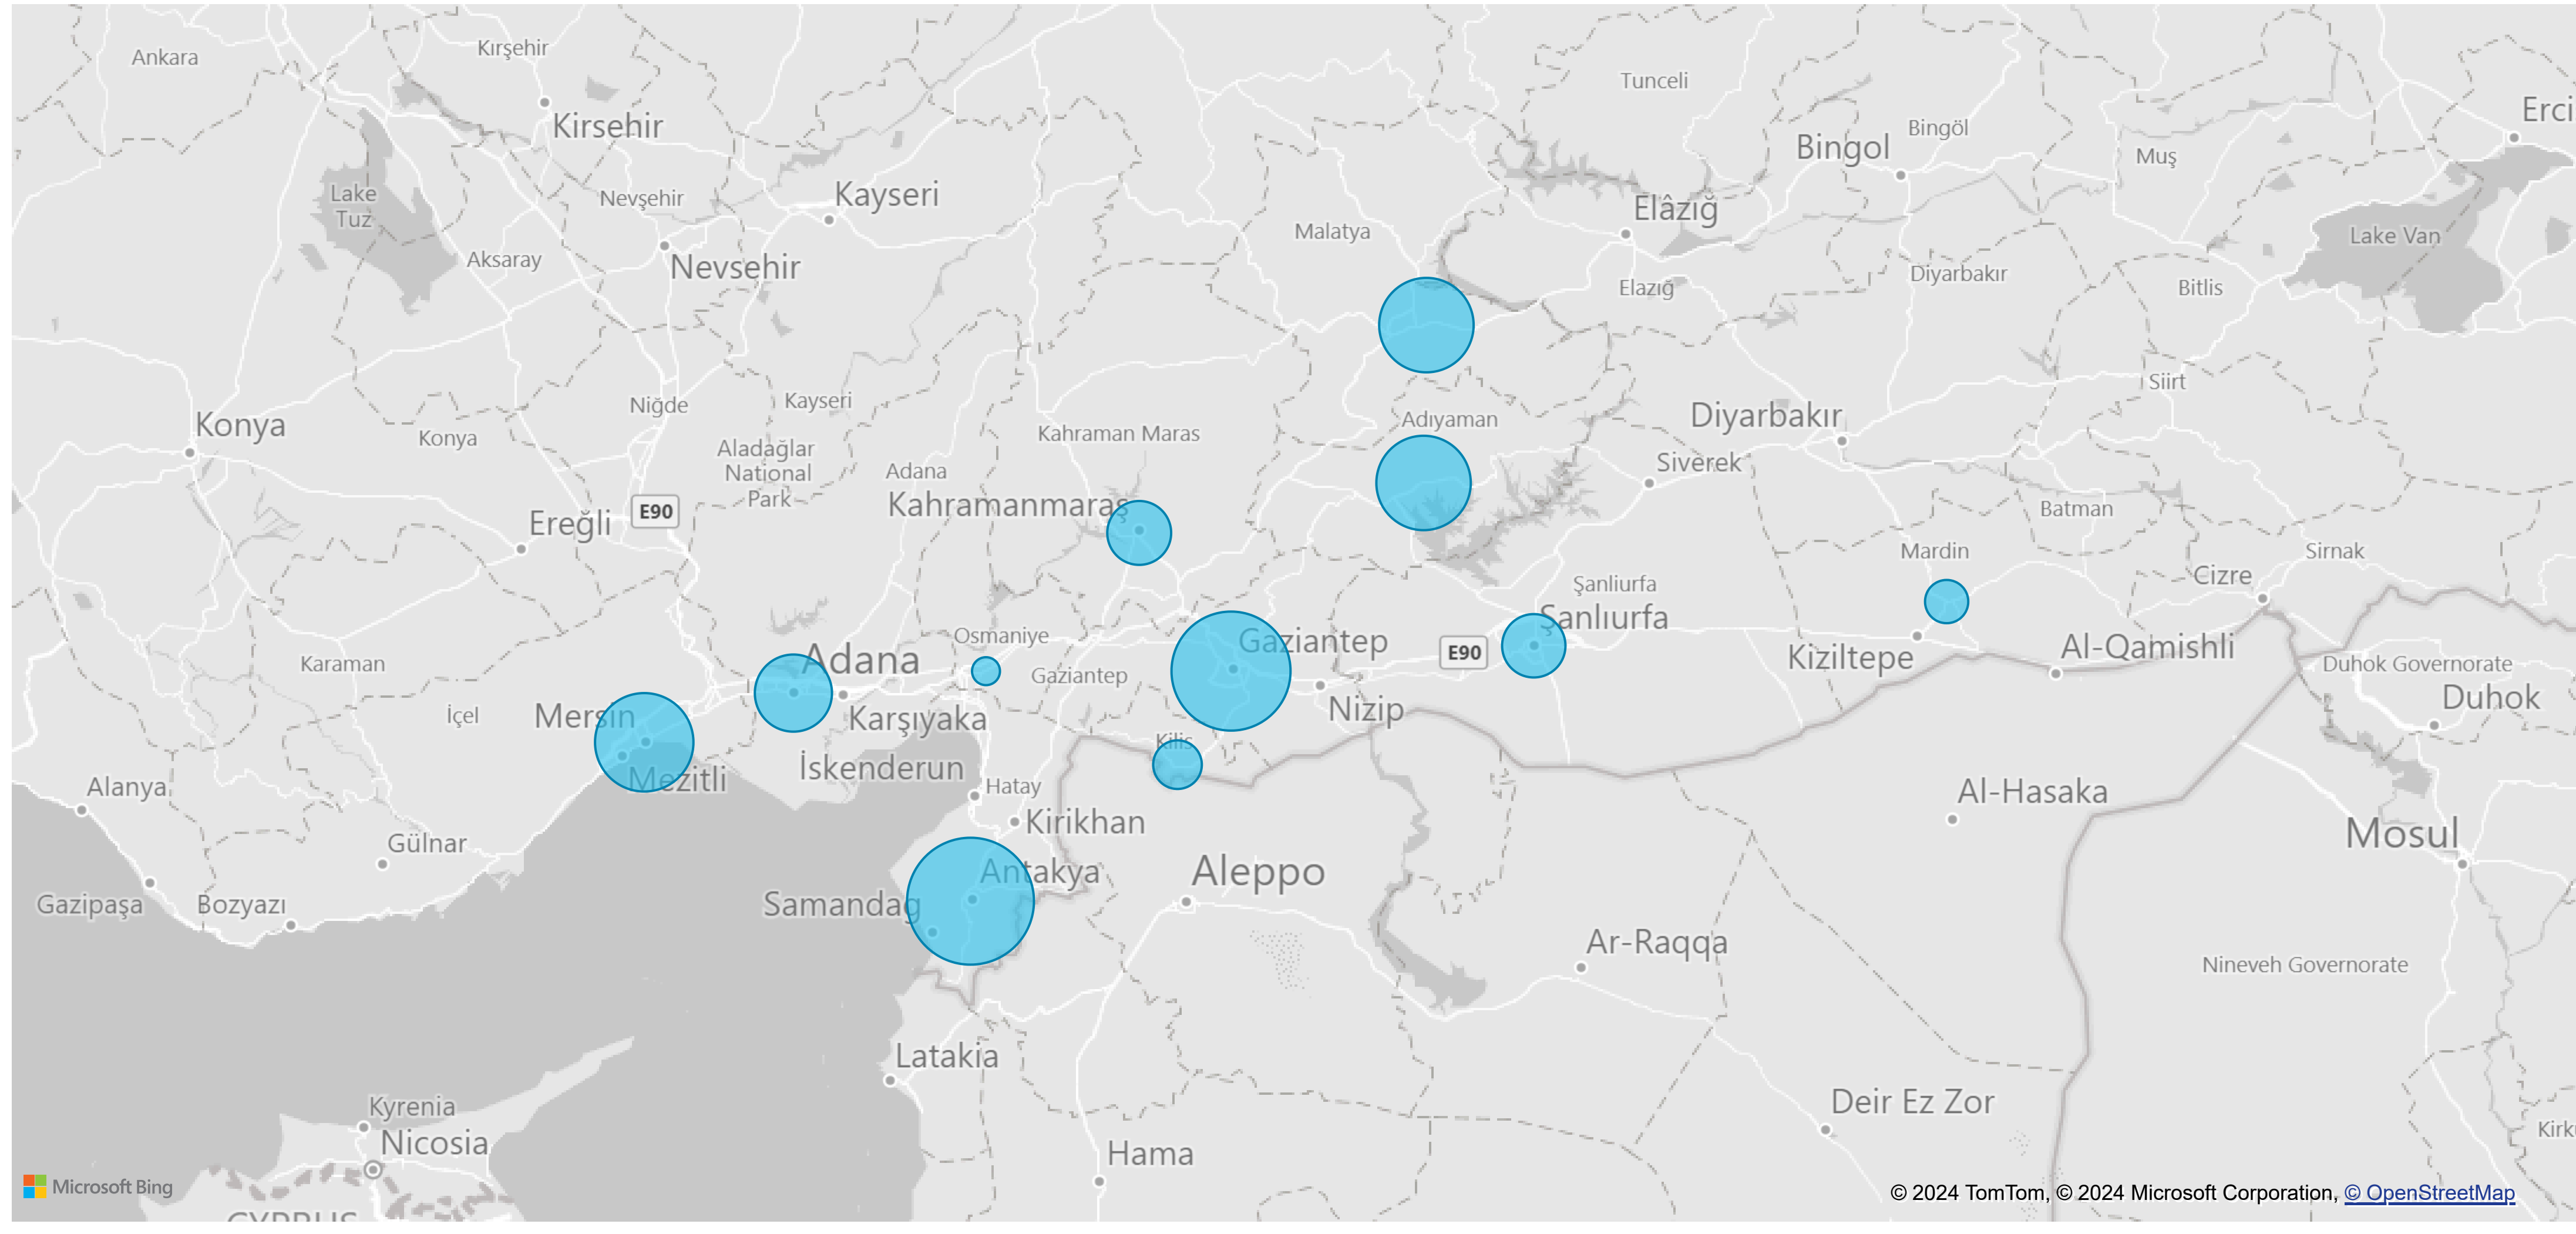 Ankara
Kırşehir
Kirsehir
Tunceli
Bingol
Bingöl
Muş
Erci
Lake
Tuz
Nevşehir
Kayseri
Elâzığ
Malatya
Lake Van
Aksaray
Nevsehir
Elazığ
Diyarbakır
Bitlis
Siirt
Konya
Konya
Niğde
Kayseri
Aladağlar
National
Park
Adana
Kahraman Maras
Adıyaman
Diyarbakır
Siverek
Kahramanmaraş
Ereğli
E90
Batman
Mardin
Sirnak
Cizre
Şanliurfa
Şanlıurfa
Karaman
Osmaniye
Adana
Gaziantep
Gaziantep
E90
Kiziltepe
Al-Qamishli
Duhok Governorate
Duhok
İçel
Mersin
Karşıyaka
Nizip
Kilis
Mezitli
İskenderun
Hatay
Alanya
Kirikhan
Al-Hasaka
Mosul
Gülnar
Antakya
Aleppo
Gazipaşa
Bozyazı
Samandag
Ar-Raqqa
Nineveh Governorate
Latakia
Kyrenia
Nicosia
Deir Ez Zor
Kirku
Hama
Microsoft Bing
© 2024 TomTom, © 2024 Microsoft Corporation, © OpenStreetMap
CYPRUS